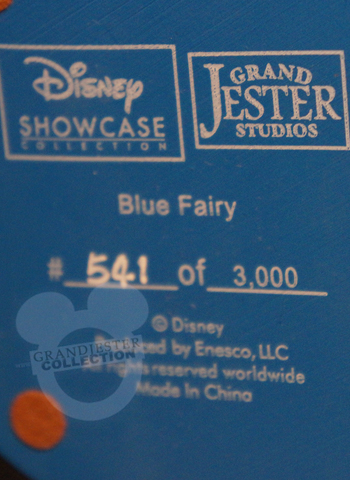 Disney
SHOWCASE
COLLECTION
GRAND
JESTER
STUDIOS
Blue Fairy
# 541 of 3,000
© Disney
by Enesco, LLC
rights reserved worldwide
Made In China
GRANDJESTER
COLLECTION